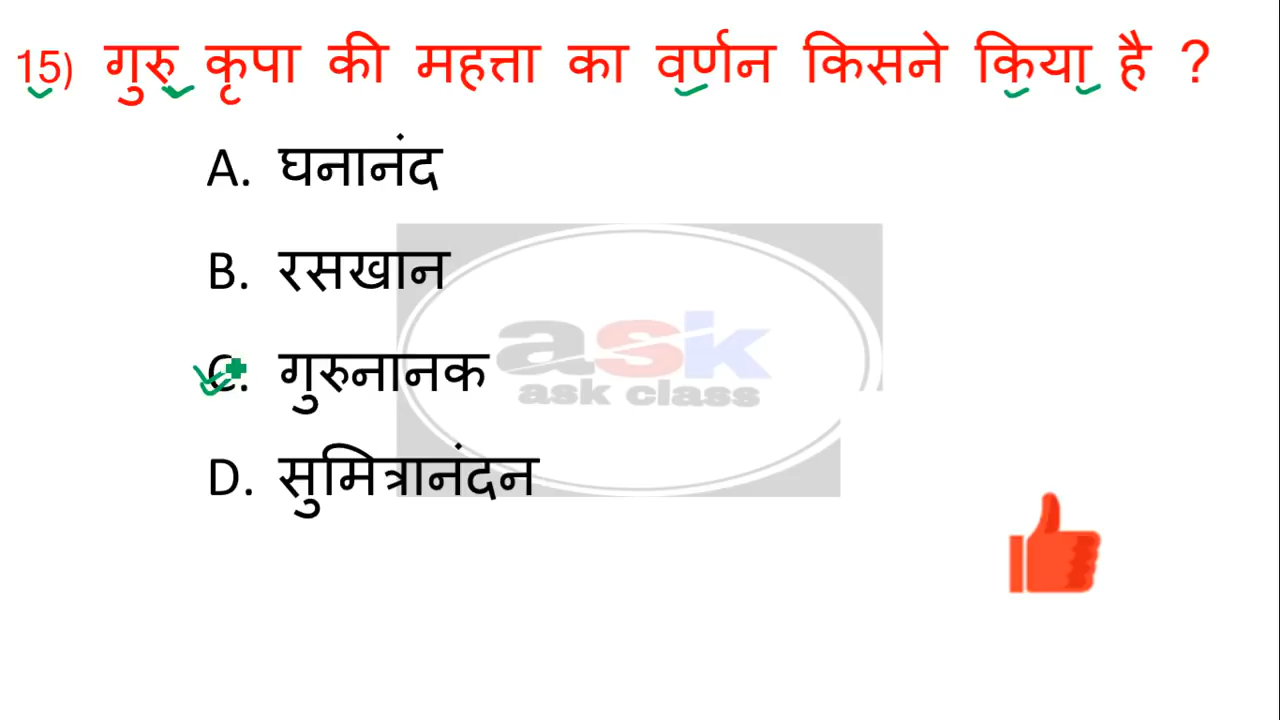 15) गुरु कृपा की महत्ता का वर्णन किसने किया है ?
A. घनानंद
B. रसखान
ask
C. गुरुनानक
ask class
D. सुमित्रानंदन